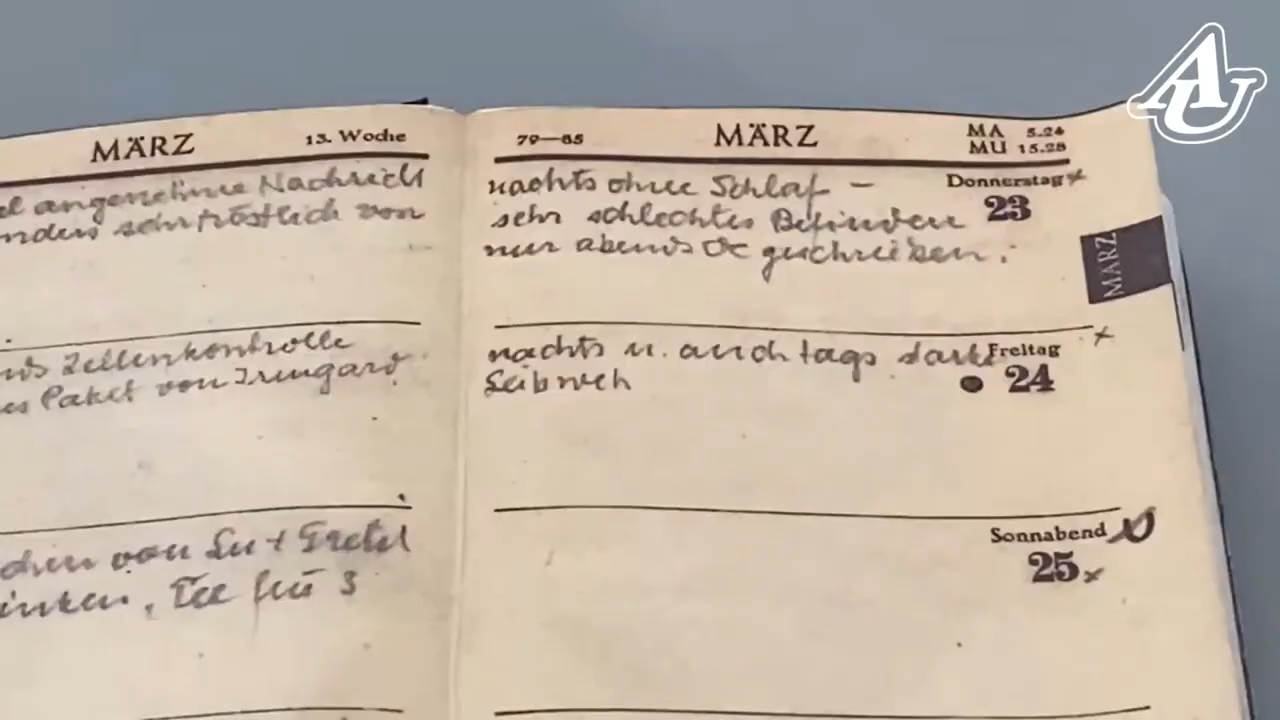 MÄRZ 13. Woche
angenehme Nachricht
sehr tröstlich von
Zellenkontrolle
Paket von Irmgard
von Lu + Gretel
Tee für 3
79—85 MÄRZ MA 5.24
MU 15.28
nachts ohne Schlaf – Donnerstag
sehr schlechtes Befinden 23
nur abends geschrieben.
MÄRZ
nachts u. auch tags starke Freitag
Leibweh 24
Sonnabend
25
AU